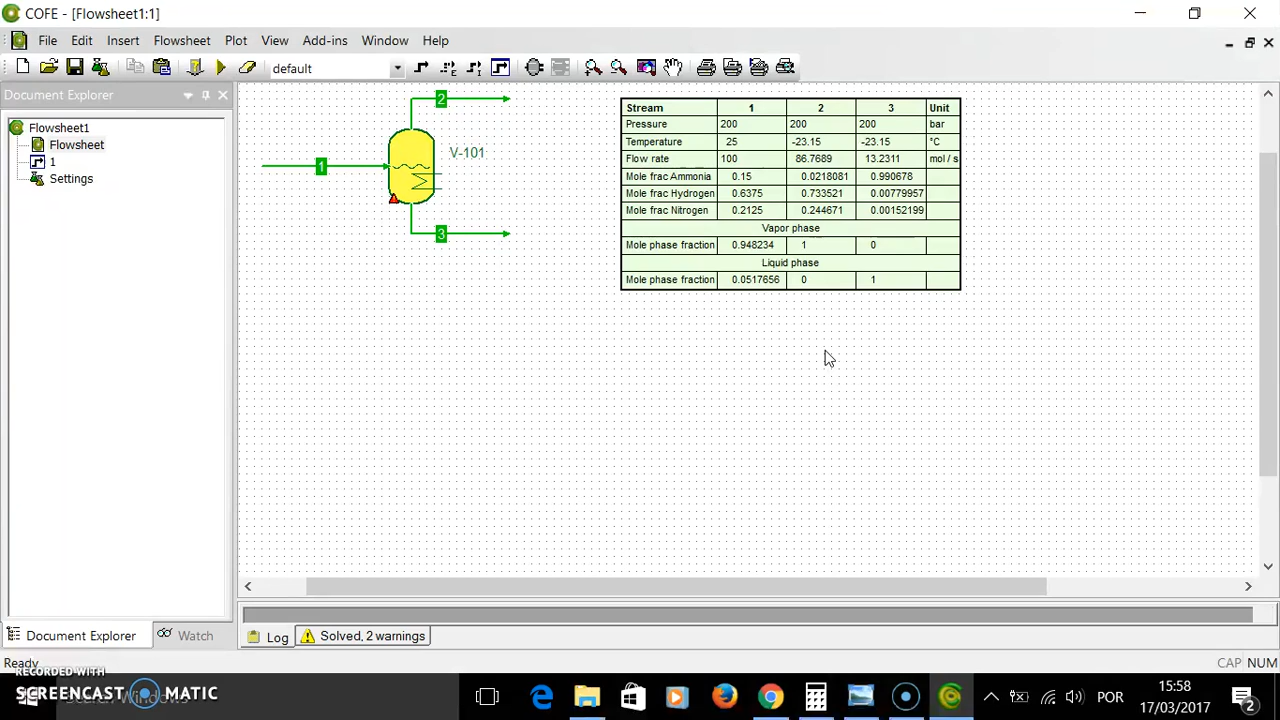 COFE - [Flowsheet1:1]
File Edit Insert Flowsheet Plot View Add-ins Window Help
default
Document Explorer
Flowsheet1
Flowsheet
1
Settings
2
1
V-101
3
Stream 1 2 3 Unit
Pressure 200 200 200 bar
Temperature 25 -23.15 -23.15 °C
Flow rate 100 86.7689 13.2311 mol / s
Mole frac Ammonia 0.15 0.0218081 0.990678
Mole frac Hydrogen 0.6375 0.733521 0.00779957
Mole frac Nitrogen 0.2125 0.244671 0.00152199
Vapor phase
Mole phase fraction 0.948234 1 0
Liquid phase
Mole phase fraction 0.0517656 0 1
Document Explorer Watch
Log Solved, 2 warnings
Ready CAP NUM
RECORDED WITH
SCREENCAST MATIC
Search Windows
POR
15:58
17/03/2017
2